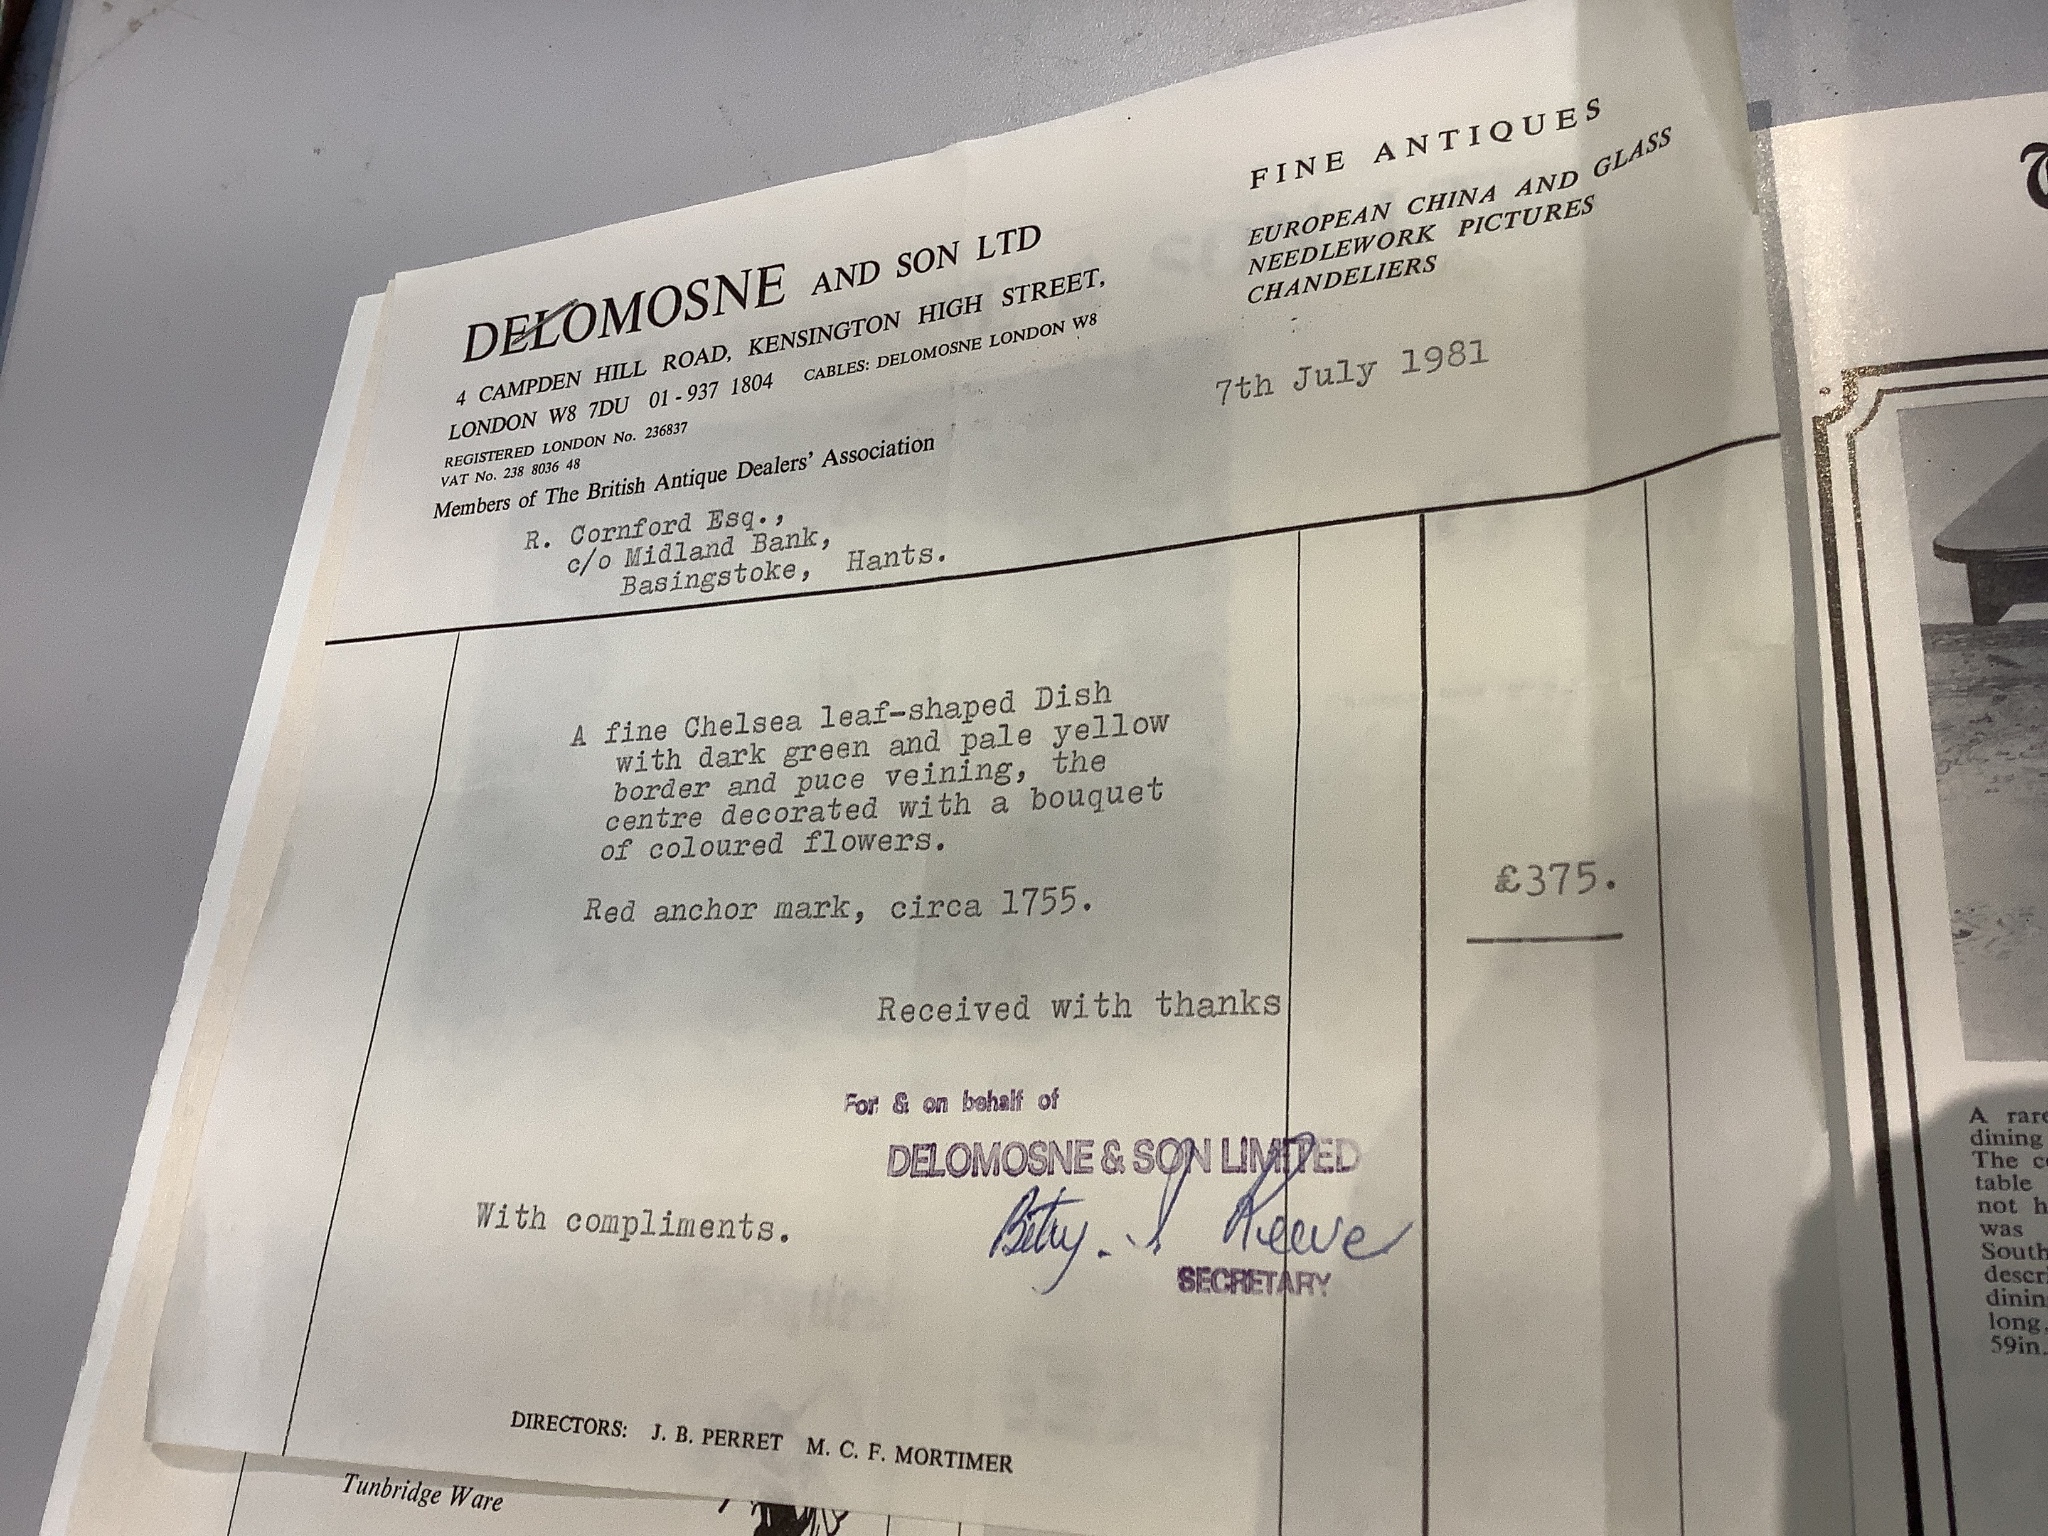 DELOMOSNE AND SON LTD
4 CAMPDEN HILL ROAD, KENSINGTON HIGH STREET,
LONDON W8 7DU 01-937 1804 CABLES: DELOMOSNE LONDON W8
REGISTERED LONDON No. 236837
VAT No. 238 8036 48
Members of The British Antique Dealers' Association
FINE ANTIQUES
EUROPEAN CHINA AND GLASS
NEEDLEWORK PICTURES
CHANDELIERS
7th July 1981
R. Cornford Esq.,
c/o Midland Bank,
Basingstoke, Hants.
A fine Chelsea leaf-shaped Dish
with dark green and pale yellow
border and puce veining, the
centre decorated with a bouquet
of coloured flowers.
Red anchor mark, circa 1755.
£375.
Received with thanks
For & on behalf of
DELOMOSNE & SON LIMITED
Betty. J Reeve
SECRETARY
With compliments.
DIRECTORS: J. B. PERRET M. C. F. MORTIMER
Tunbridge Ware
A rare
dining
The
table
not
was
South
dining
long,
59in.